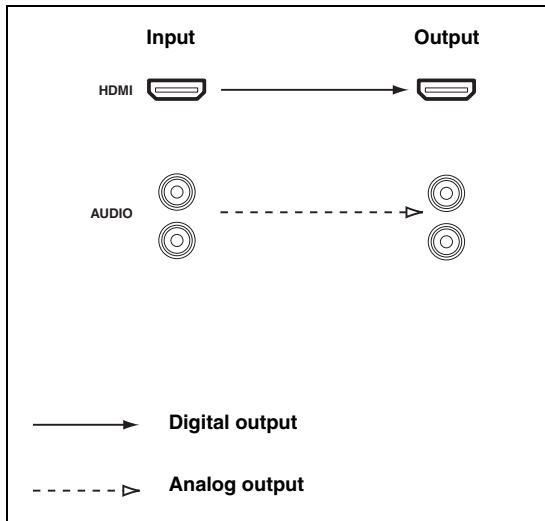 Input Output
HDMI
AUDIO
Digital output
Analog output